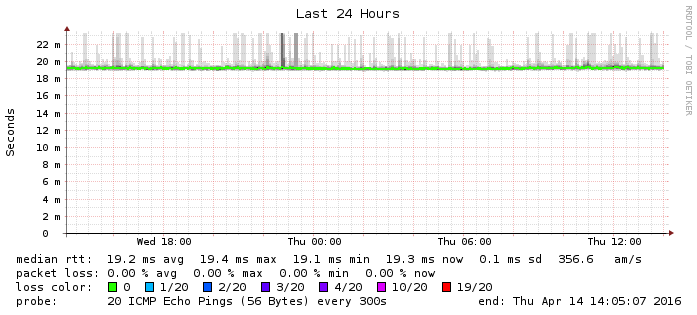 Last 24 Hours
RRDTOOL / TOBI OETIKER
Seconds
22 m
20 m
18 m
16 m
14 m
12 m
10 m
8 m
6 m
4 m
2 m
0
Wed 18:00 Thu 00:00 Thu 06:00 Thu 12:00
median rtt: 19.2 ms avg 19.4 ms max 19.1 ms min 19.3 ms now 0.1 ms sd 356.6 am/s
packet loss: 0.00 % avg 0.00 % max 0.00 % min 0.00 % now
loss color: 0 1/20 2/20 3/20 4/20 10/20 19/20
probe: 20 ICMP Echo Pings (56 Bytes) every 300s end: Thu Apr 14 14:05:07 2016